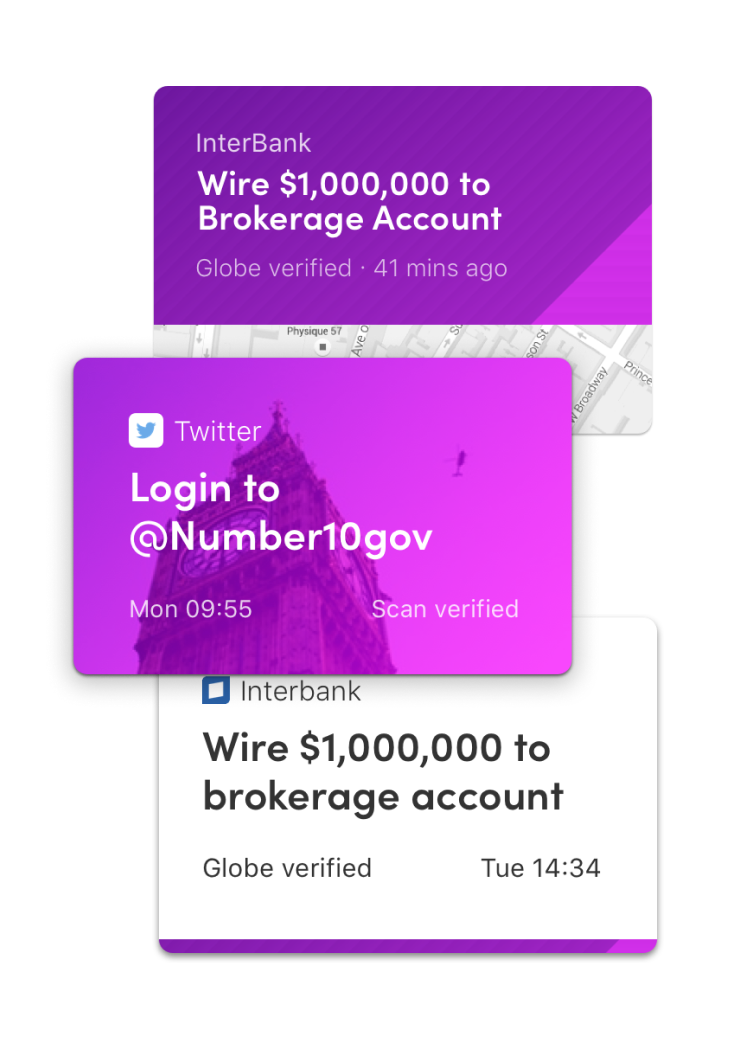 InterBank
Wire $1,000,000 to
Brokerage Account
Globe verified · 41 mins ago
Physique 57
Ave o
son St
W Broadway
Prince
Twitter
Login to
@Number10gov
Mon 09:55 Scan verified
Interbank
Wire $1,000,000 to
brokerage account
Globe verified Tue 14:34